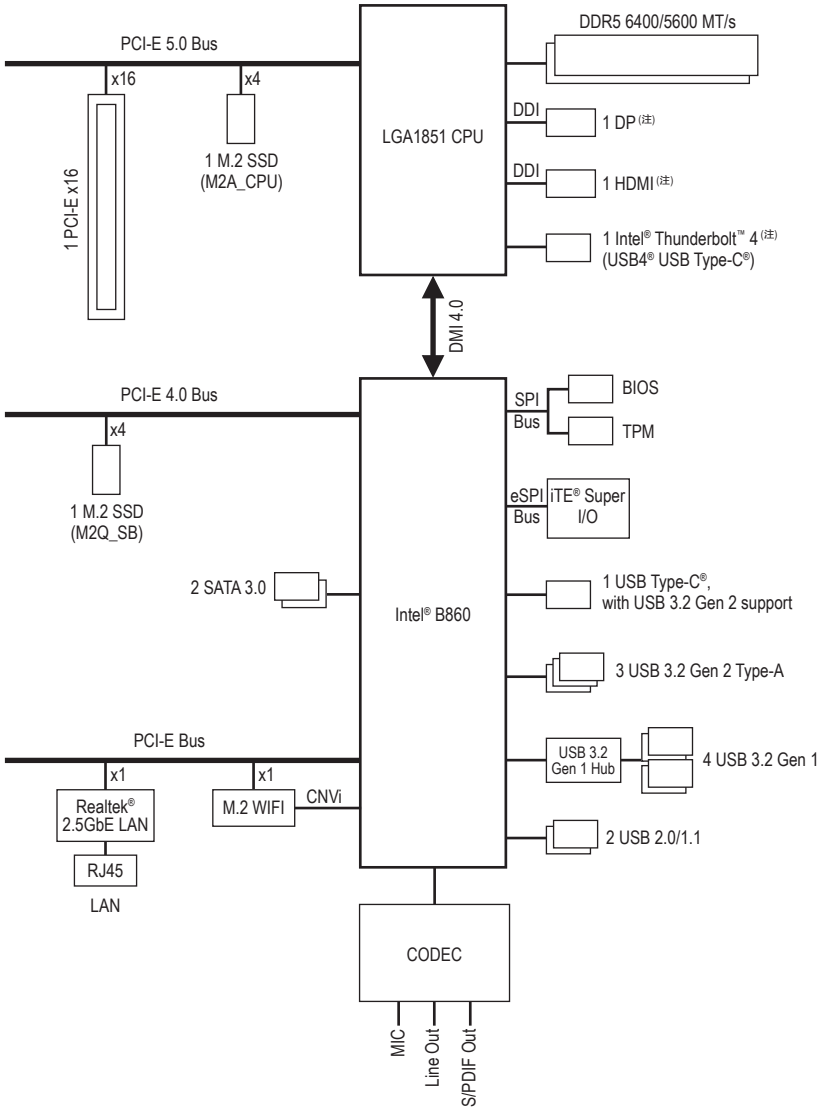 DDR5 6400/5600 MT/s
PCI-E 5.0 Bus
x16
x4
1 PCI-E x16
1 M.2 SSD
(M2A_CPU)
LGA1851 CPU
DDI
1 DP (注)
DDI
1 HDMI (注)
1 Intel® Thunderbolt™ 4 (注)
(USB4® USB Type-C®)
DMI 4.0
PCI-E 4.0 Bus
x4
1 M.2 SSD
(M2Q_SB)
SPI
Bus
BIOS
TPM
eSPI
Bus
iTE® Super
I/O
2 SATA 3.0
Intel® B860
1 USB Type-C®,
with USB 3.2 Gen 2 support
3 USB 3.2 Gen 2 Type-A
PCI-E Bus
x1
x1
Realtek®
2.5GbE LAN
M.2 WIFI
CNVi
RJ45
LAN
USB 3.2
Gen 1 Hub
4 USB 3.2 Gen 1
2 USB 2.0/1.1
CODEC
MIC
Line Out
S/PDIF Out